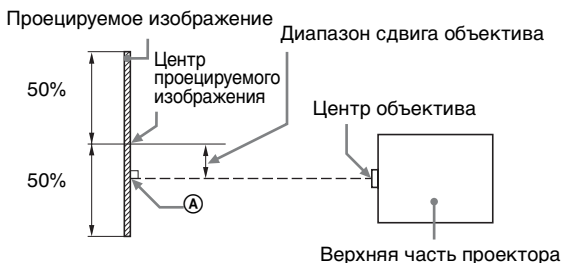 Проецируемое изображение
Диапазон сдвига объектива
Центр
проецируемого
изображения
50%
Центр объектива
50%
A
Верхняя часть проектора